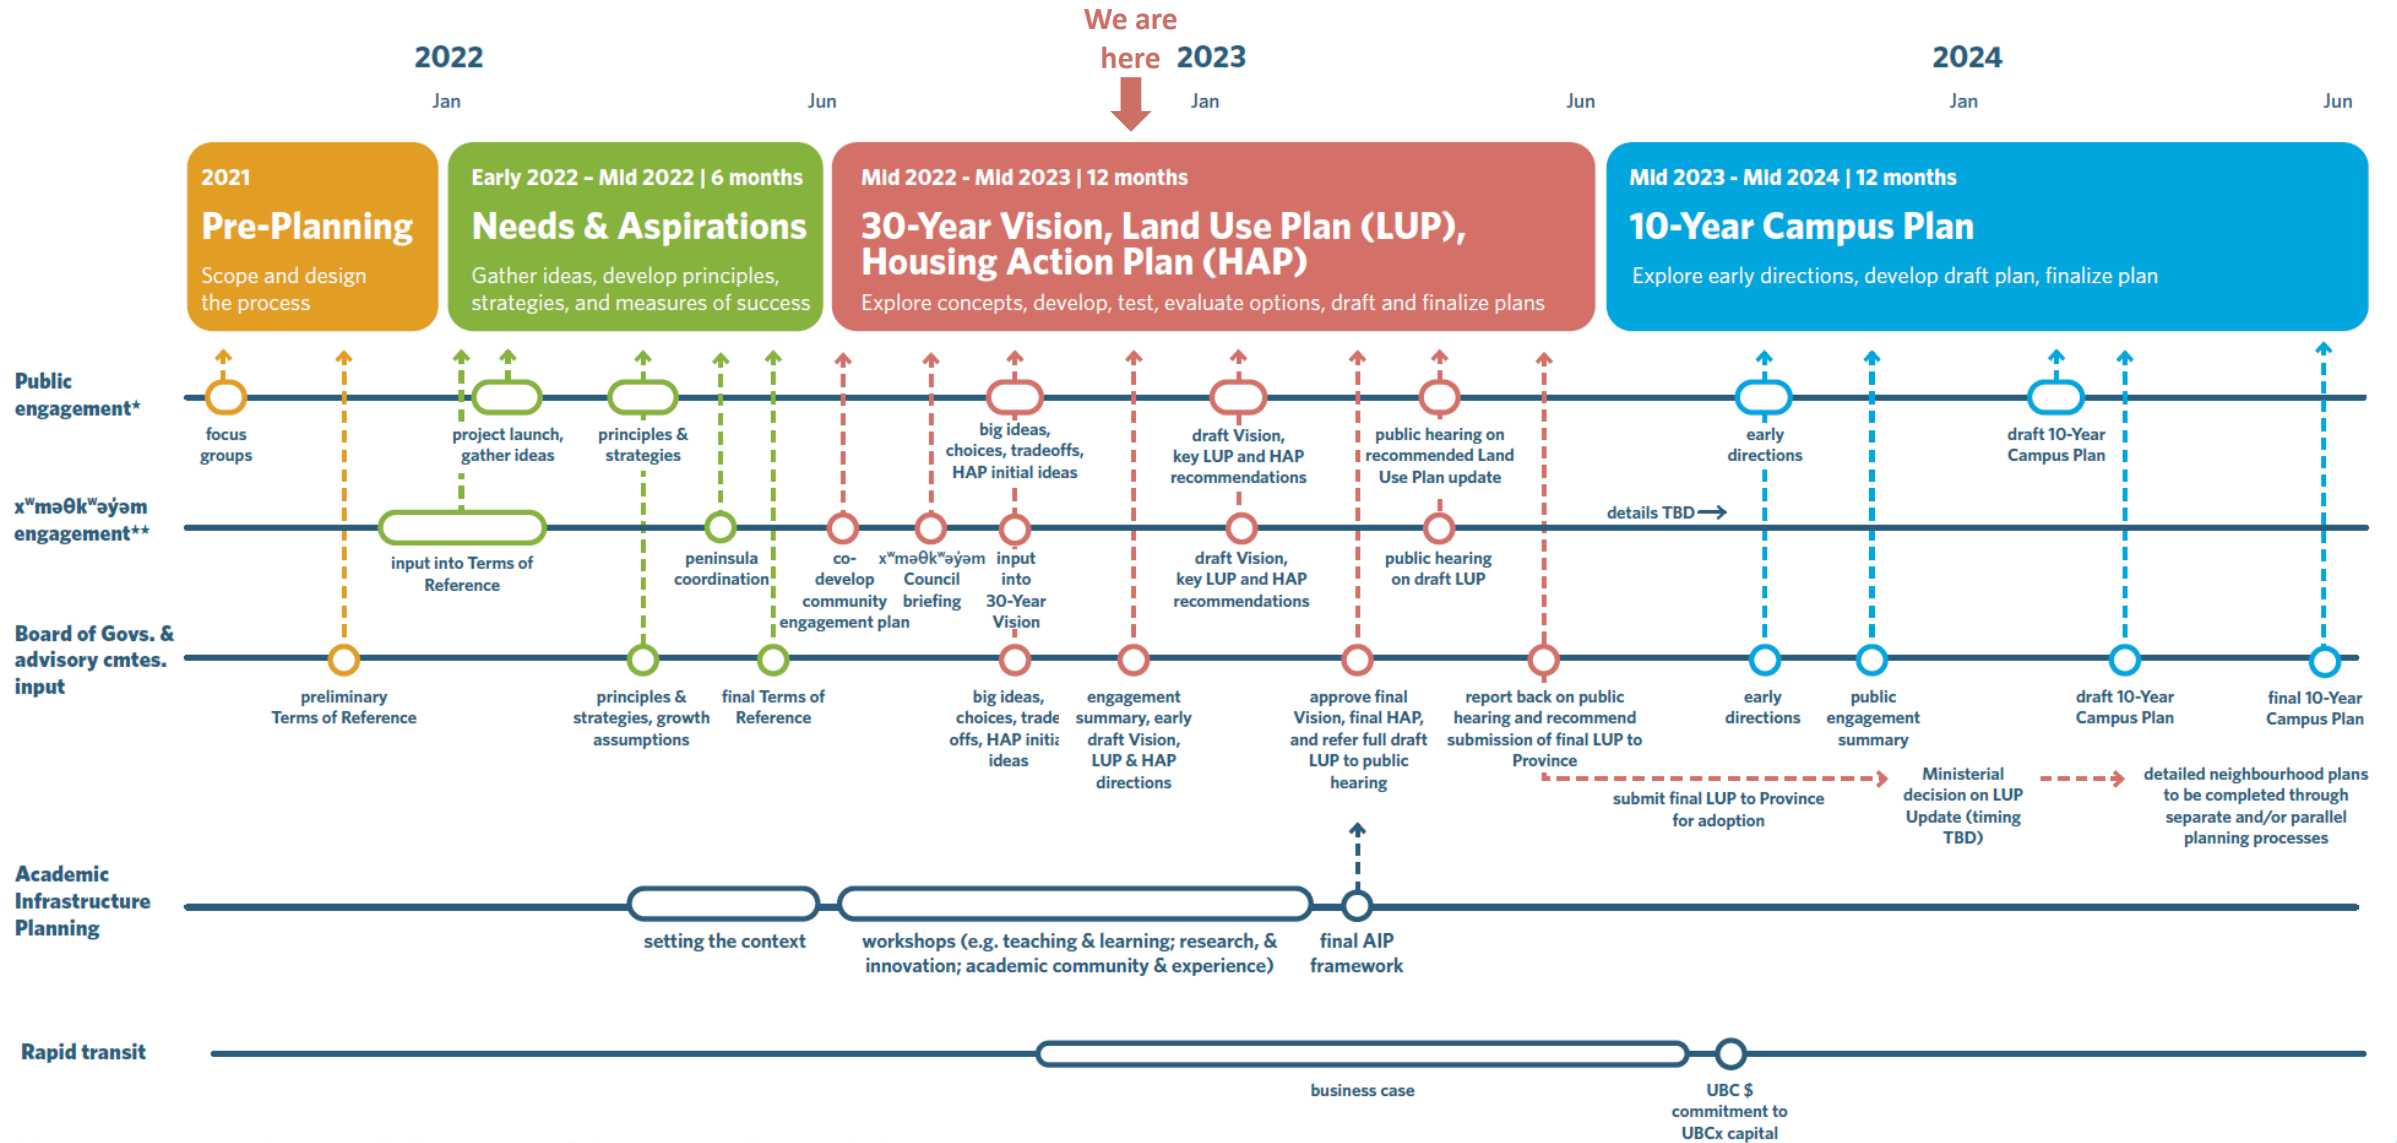 We are
here
2022
2023
2024
Jan
Jun
Jan
Jun
Jan
Jun
2021
Pre-Planning
Scope and design
the process
Early 2022 – Mid 2022 | 6 months
Needs & Aspirations
Gather ideas, develop principles,
strategies, and measures of success
Mid 2022 - Mid 2023 | 12 months
30-Year Vision, Land Use Plan (LUP),
Housing Action Plan (HAP)
Explore concepts, develop, test, evaluate options, draft and finalize plans
Mid 2023 - Mid 2024 | 12 months
10-Year Campus Plan
Explore early directions, develop draft plan, finalize plan
Public
engagement★
focus
groups
project launch,
gather ideas
principles &
strategies
big ideas,
choices, tradeoffs,
HAP initial ideas
draft Vision,
key LUP and HAP
recommendations
public hearing on
recommended Land
Use Plan update
early
directions
draft 10-Year
Campus Plan
xʷməθkʷəy̓əm
engagement★★
input into Terms of
Reference
peninsula
coordination
co-
develop
community
engagement plan
xʷməθkʷəy̓əm
Council
briefing
input
into
30-Year
Vision
draft Vision,
key LUP and HAP
recommendations
public hearing
on draft LUP
details TBD
Board of Govs. &
advisory cmtes.
input
preliminary
Terms of Reference
principles &
strategies, growth
assumptions
final Terms of
Reference
big ideas,
choices, trade
offs, HAP initia
ideas
engagement
summary, early
draft Vision,
LUP & HAP
directions
approve final
Vision, final HAP,
and refer full draft
LUP to public
hearing
report back on public
hearing and recommend
submission of final LUP to
Province
early
directions
public
engagement
summary
draft 10-Year
Campus Plan
final 10-Year
Campus Plan
submit final LUP to Province
for adoption
Ministerial
decision on LUP
Update (timing
TBD)
detailed neighbourhood plans
to be completed through
separate and/or parallel
planning processes
Academic
Infrastructure
Planning
setting the context
workshops (e.g. teaching & learning; research, &
innovation; academic community & experience)
final AIP
framework
Rapid transit
business case
UBC $
commitment to
UBCx capital